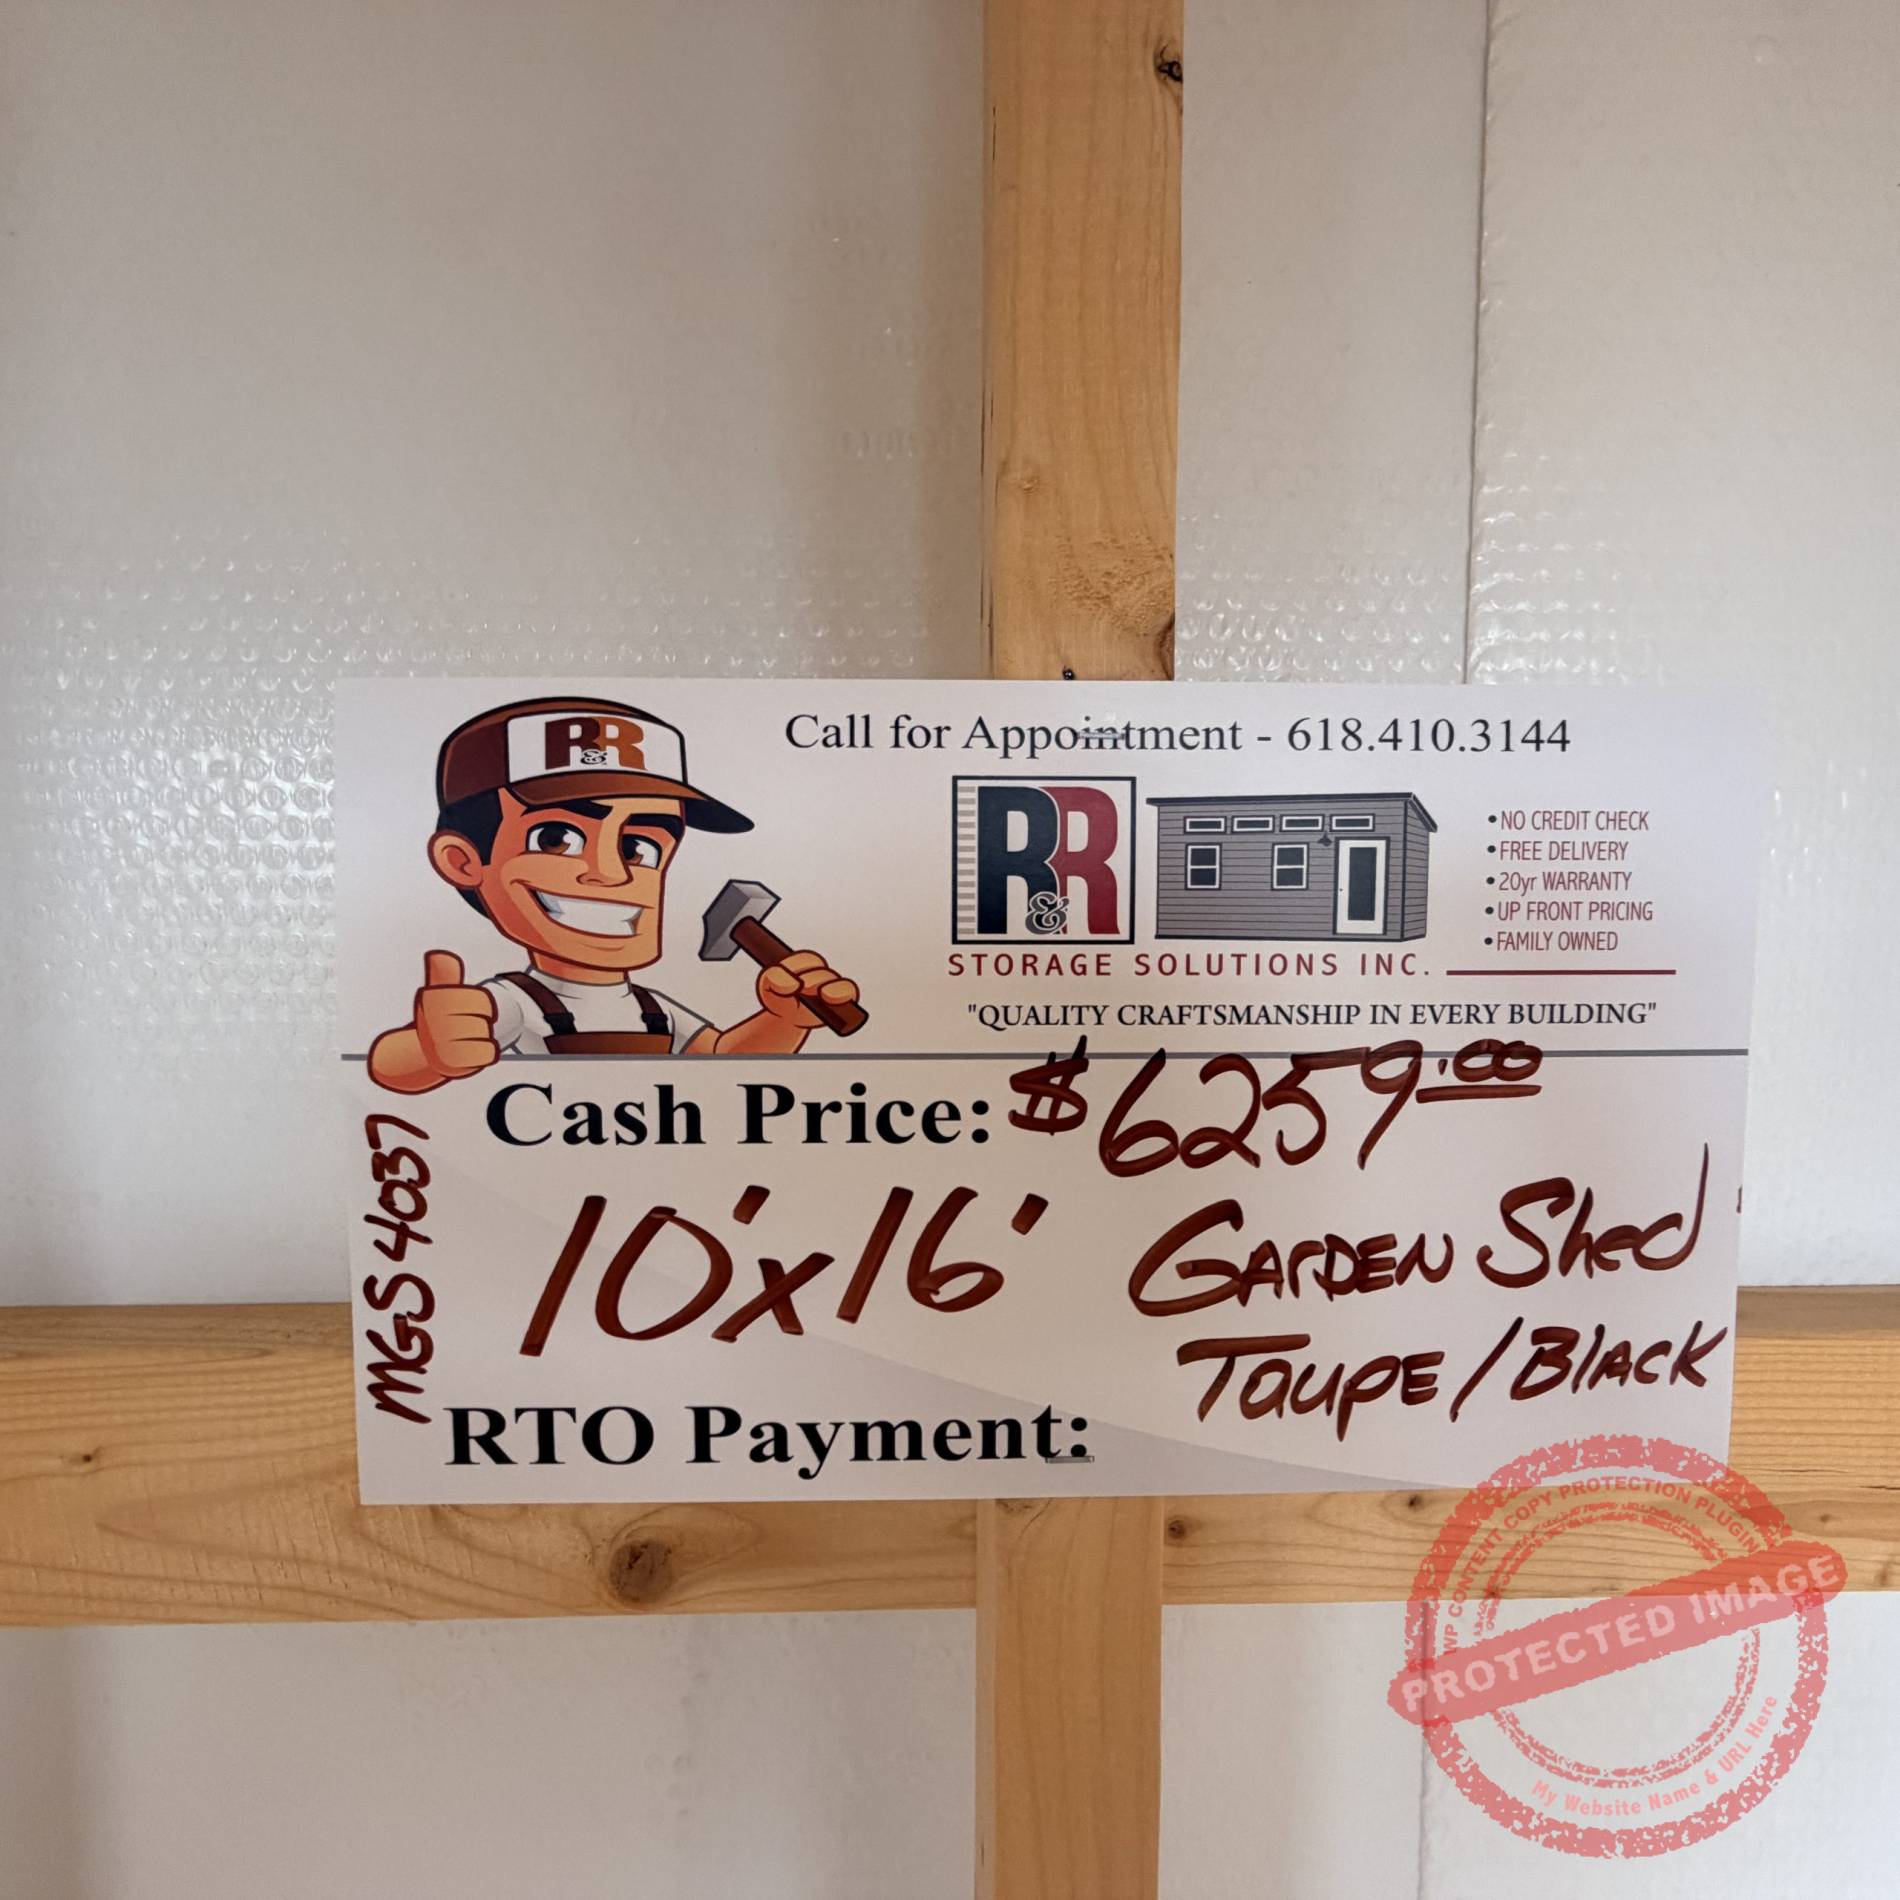 R&R
Call for Appointment - 618.410.3144
R&R
STORAGE SOLUTIONS INC.
•NO CREDIT CHECK
•FREE DELIVERY
•20yr WARRANTY
•UP FRONT PRICING
•FAMILY OWNED
"QUALITY CRAFTSMANSHIP IN EVERY BUILDING"
Cash Price: $6259.00
MGS 4037
10'x16' GARDEN Shed
Taupe/Black
RTO Payment:
WP CONTENT COPY PROTECTION PLUGIN
PROTECTED IMAGE
My Website Name & URL Here